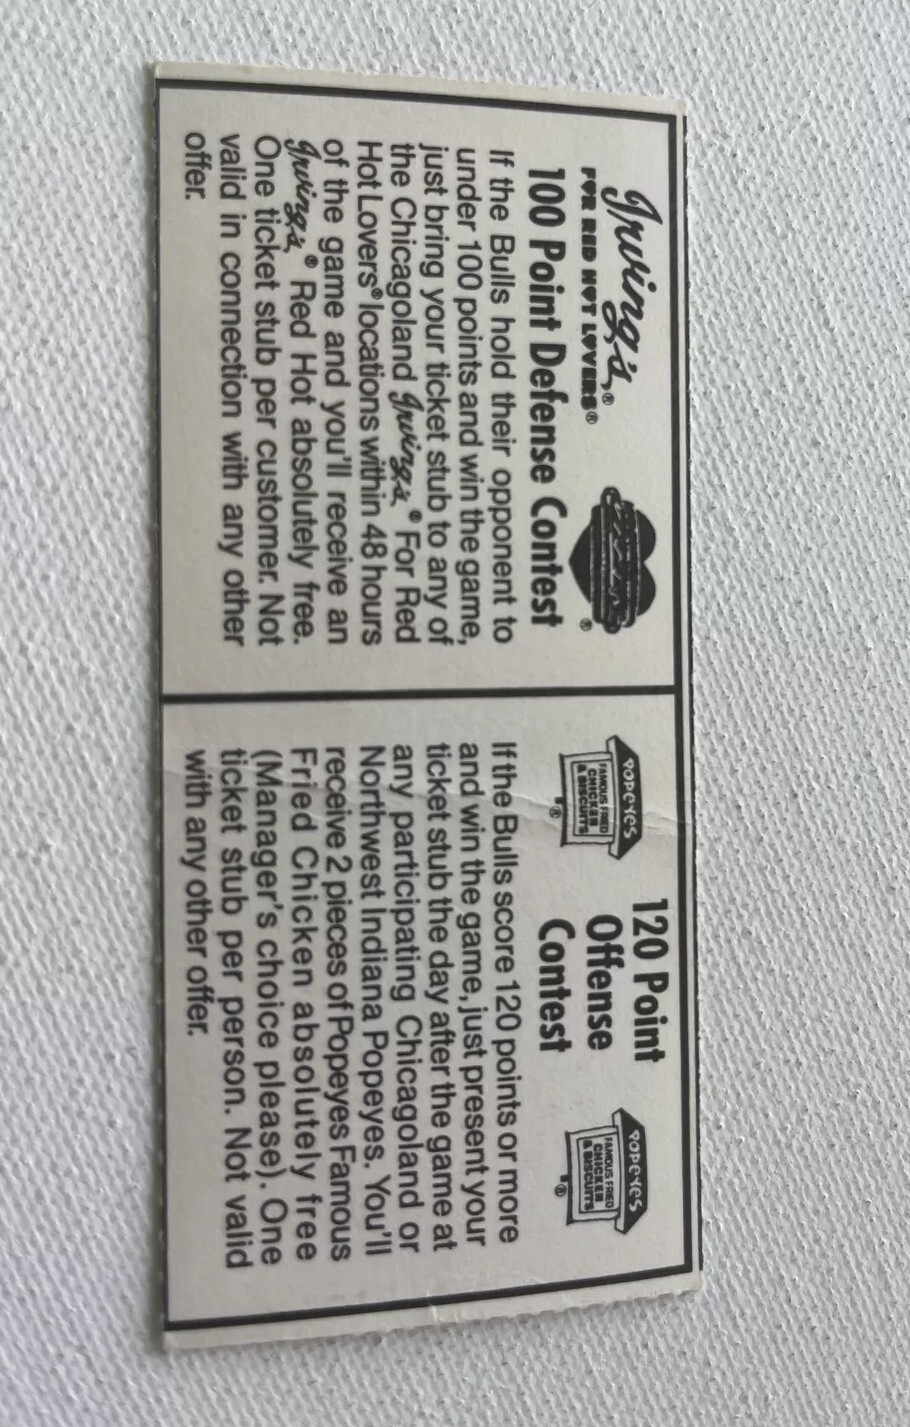 Irving's®
FOR RED HOT LOVERS®
®
100 Point Defense Contest
If the Bulls hold their opponent to
under 100 points and win the game,
just bring your ticket stub to any of
the Chicagoland Irving's® For Red
Hot Lovers® locations within 48 hours
of the game and you'll receive an
Irving's® Red Hot absolutely free.
One ticket stub per customer. Not
valid in connection with any other
offer.
POPEYES
FAMOUS FRIED
CHICKEN
& BISCUITS
®
120 Point
Offense
Contest
POPEYES
FAMOUS FRIED
CHICKEN
& BISCUITS
®
If the Bulls score 120 points or more
and win the game, just present your
ticket stub the day after the game at
any participating Chicagoland or
Northwest Indiana Popeyes. You'll
receive 2 pieces of Popeyes Famous
Fried Chicken absolutely free
(Manager's choice please). One
ticket stub per person. Not valid
with any other offer.